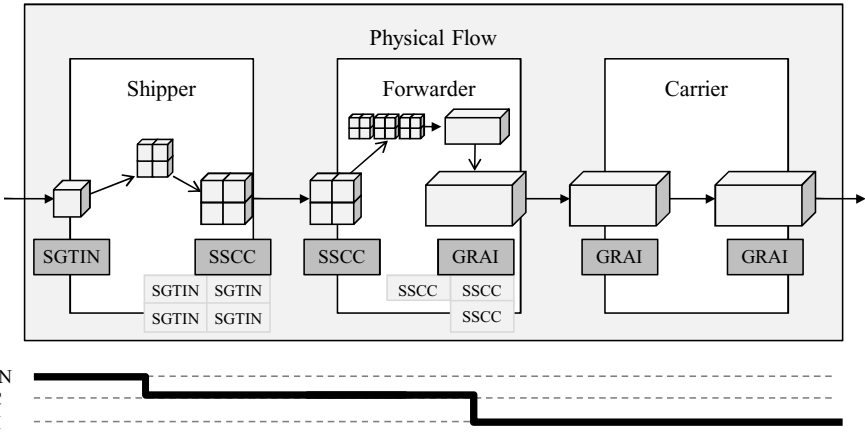 Physical Flow
Shipper Forwarder Carrier
SGTIN SSCC SSCC GRAI GRAI GRAI
SGTIN SGTIN SSCC SSCC
SGTIN SGTIN SSCC
N